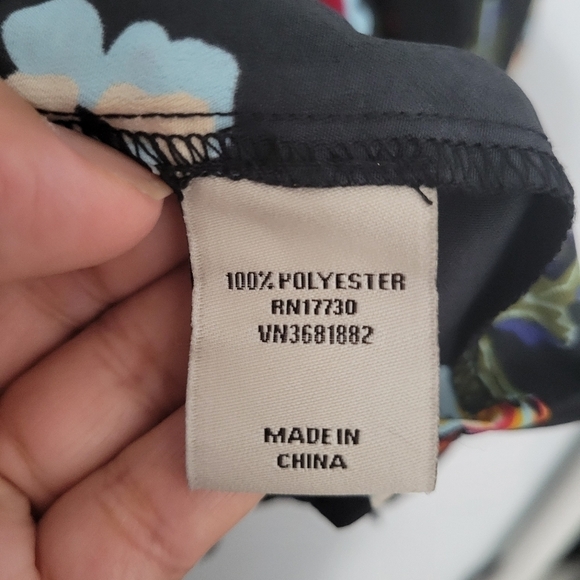 100% POLYESTER
RN17730
VN3681882
MADE IN
CHINA